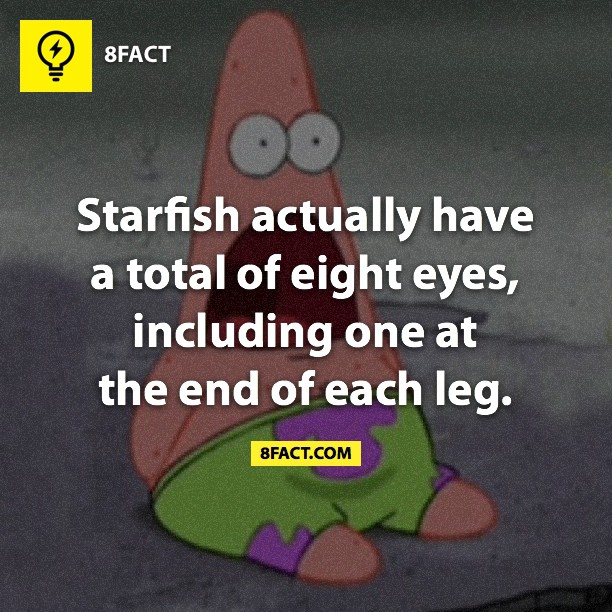 8FACT
Starfish actually have
a total of eight eyes,
including one at
the end of each leg.
8FACT.COM